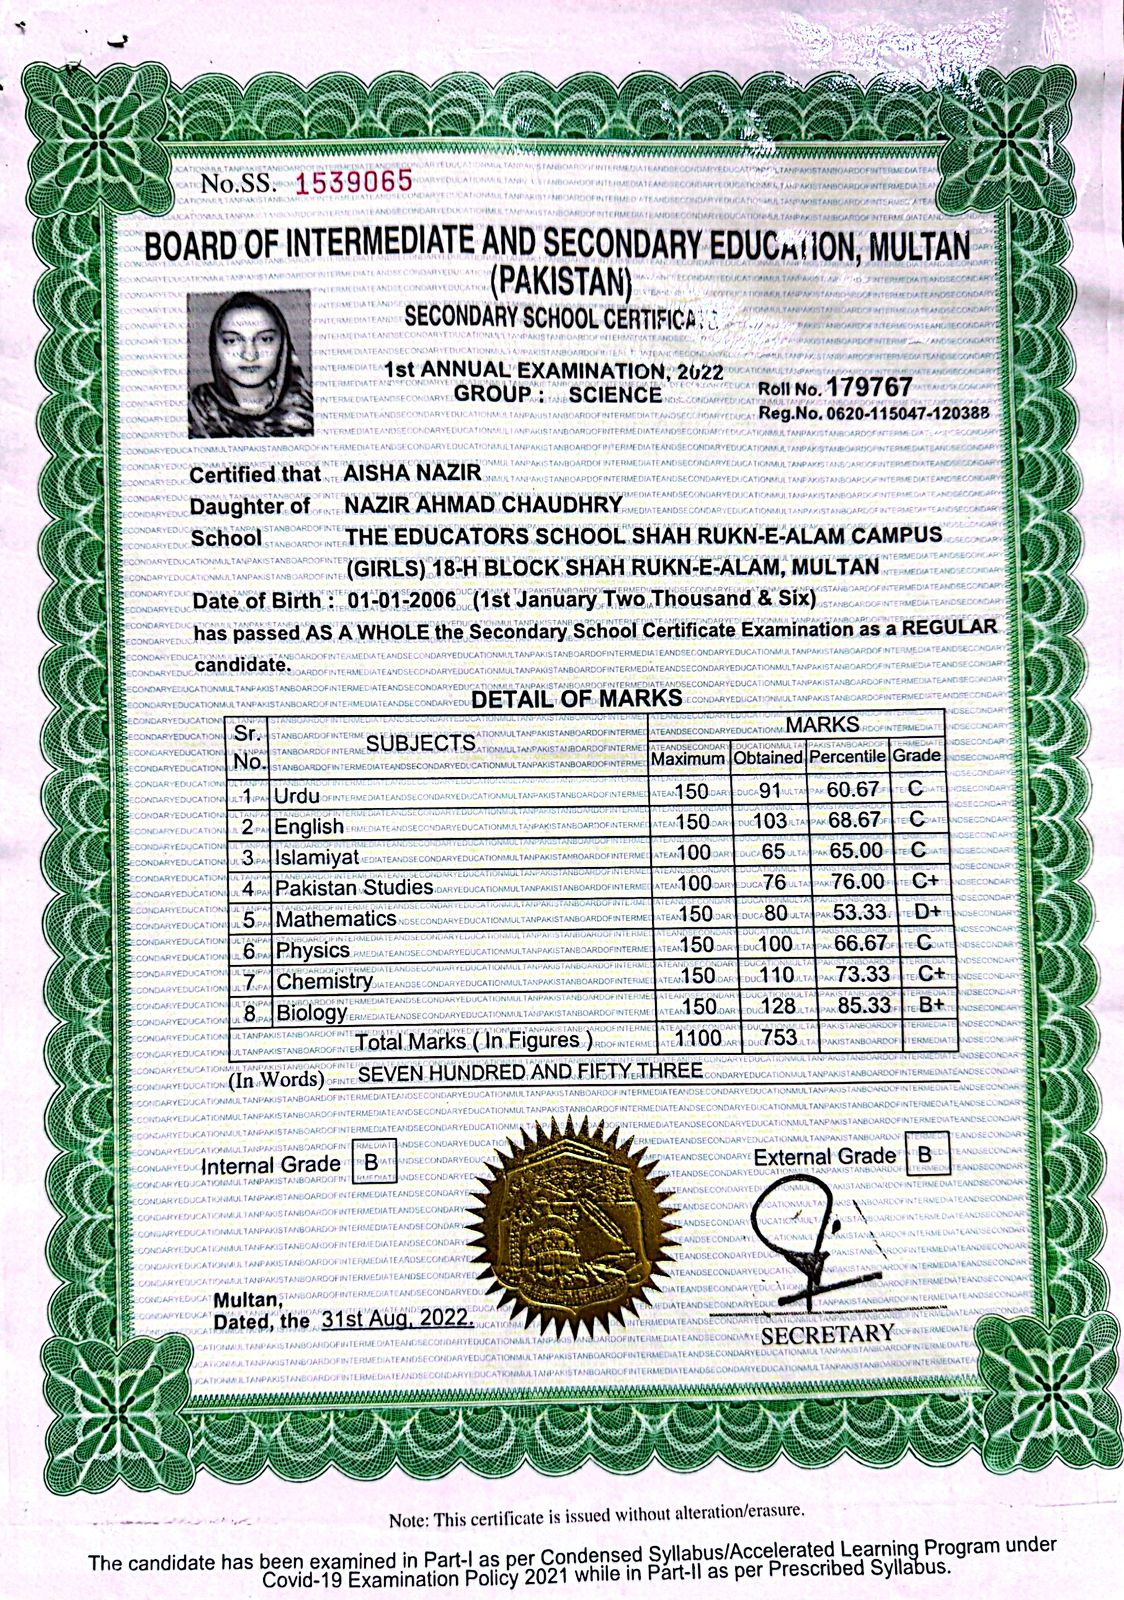 No.SS. 1539065
BOARD OF INTERMEDIATE AND SECONDARY EDUCATION, MULTAN
(PAKISTAN)
SECONDARY SCHOOL CERTIFICATE
1st ANNUAL EXAMINATION, 2022
GROUP : SCIENCE
Roll No. 179767
Reg.No. 0620-115047-120388
Certified that AISHA NAZIR
Daughter of NAZIR AHMAD CHAUDHRY
School THE EDUCATORS SCHOOL SHAH RUKN-E-ALAM CAMPUS
(GIRLS) 18-H BLOCK SHAH RUKN-E-ALAM, MULTAN
Date of Birth : 01-01-2006 (1st January Two Thousand & Six)
has passed AS A WHOLE the Secondary School Certificate Examination as a REGULAR
candidate.
DETAIL OF MARKS
Sr. No. SUBJECTS MARKS
Maximum Obtained Percentile Grade
1 Urdu 150 91 60.67 C
2 English 150 103 68.67 C
3 Islamiyat 100 65 65.00 C
4 Pakistan Studies 100 76 76.00 C+
5 Mathematics 150 80 53.33 D+
6 Physics 150 100 66.67 C
7 Chemistry 150 110 73.33 C+
8 Biology 150 128 85.33 B+
Total Marks ( In Figures ) 1100 753
(In Words) SEVEN HUNDRED AND FIFTY THREE
Internal Grade B
External Grade B
Multan,
Dated, the 31st Aug, 2022.
SECRETARY
Note: This certificate is issued without alteration/erasure.
The candidate has been examined in Part-I as per Condensed Syllabus/Accelerated Learning Program under
Covid-19 Examination Policy 2021 while in Part-II as per Prescribed Syllabus.